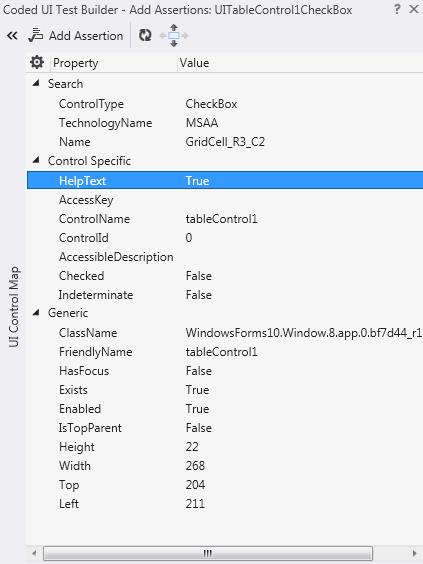 Coded UI Test Builder - Add Assertions: UITableControl1CheckBox
Add Assertion
Property Value
Search
ControlType CheckBox
TechnologyName MSAA
Name GridCell_R3_C2
Control Specific
HelpText True
AccessKey
ControlName tableControl1
ControlId 0
AccessibleDescription
Checked False
Indeterminate False
Generic
ClassName WindowsForms10.Window.8.app.0.bf7d44_r1
FriendlyName tableControl1
HasFocus False
Exists True
Enabled True
IsTopParent False
Height 22
Width 268
Top 204
Left 211
UI Control Map